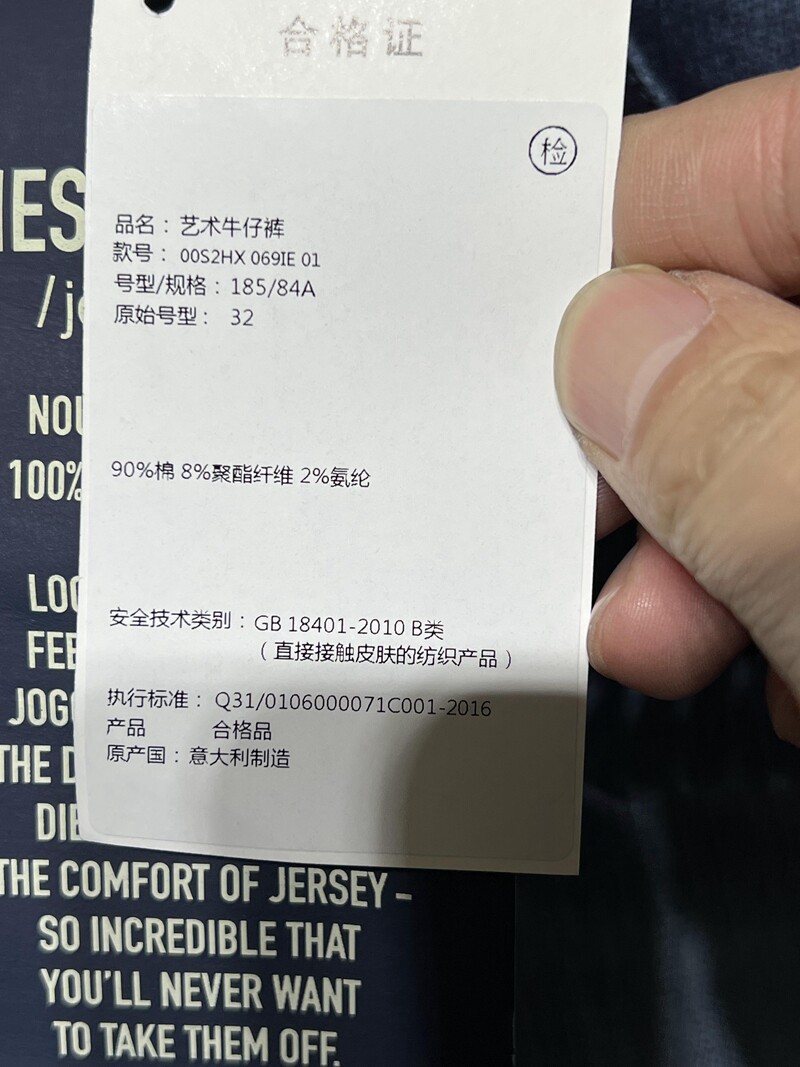 合格证
检
品名：艺术牛仔裤
款号：00S2HX 069IE 01
号型/规格：185/84A
原始号型：32
90%棉 8%聚酯纤维 2%氨纶
安全技术类别：GB 18401-2010 B类
（直接接触皮肤的纺织产品）
执行标准：Q31/0106000071C001-2016
产品 合格品
原产国：意大利制造
100%
THE
THE COMFORT OF JERSEY –
SO INCREDIBLE THAT
YOU'LL NEVER WANT
TO TAKE THEM OFF.